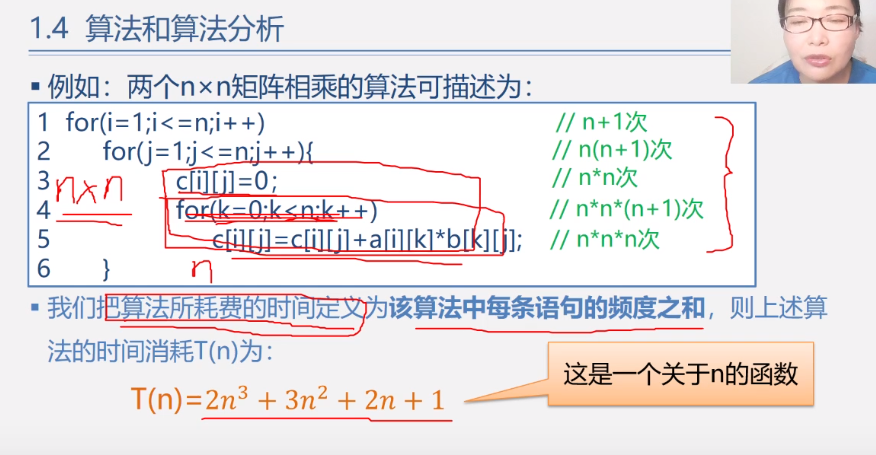 1.4 算法和算法分析
▪ 例如：两个n×n矩阵相乘的算法可描述为：
1 for(i=1;i<=n;i++) // n+1次
2 for(j=1;j<=n;j++){ // n(n+1)次
3 c[i][j]=0; // n*n次
n×n
4 for(k=0;k<n;k++) // n*n*(n+1)次
5 c[i][j]=c[i][j]+a[i][k]*b[k][j]; // n*n*n次
6 }
n
▪ 我们把算法所耗费的时间定义为该算法中每条语句的频度之和，则上述算
法的时间消耗T(n)为：
这是一个关于n的函数
T(n)=2n³ + 3n² + 2n + 1